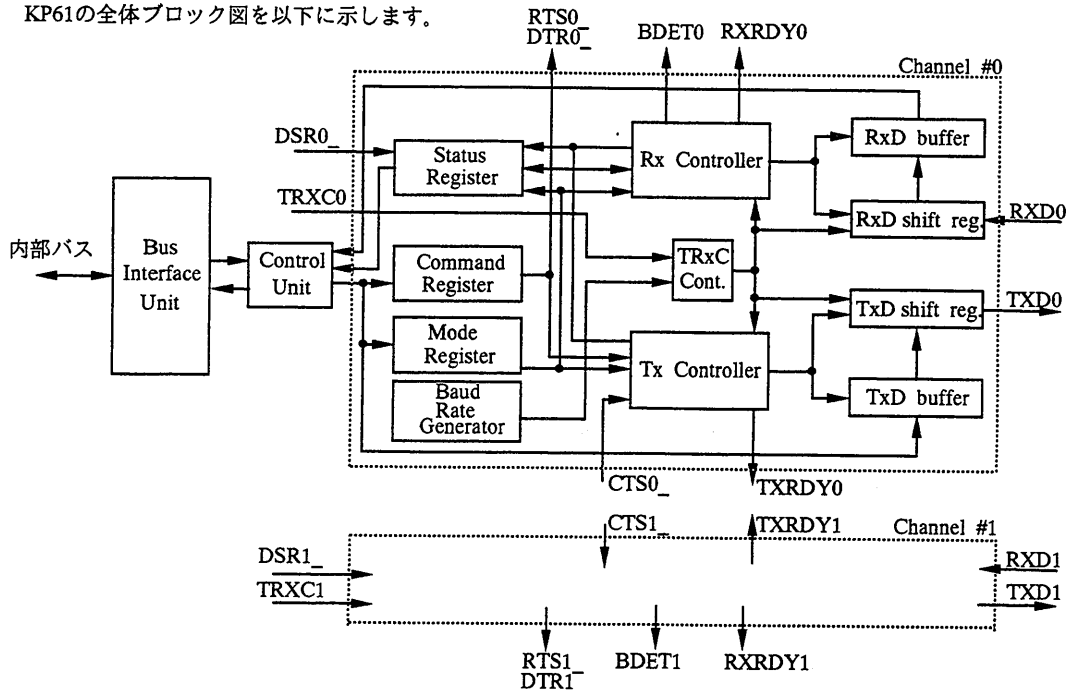 KP61の全体ブロック図を以下に示します。
RTS0_
DTR0_
BDET0
RXRDY0
Channel #0
DSR0_
Status
Register
Rx Controller
RxD buffer
TRXC0
RxD shift reg.
RXD0
内部バス
Bus
Interface
Unit
Control
Unit
Command
Register
TRxC
Cont.
TxD shift reg.
TXD0
Mode
Register
Tx Controller
Baud
Rate
Generator
TxD buffer
CTS0_
TXRDY0
CTS1_
TXRDY1
Channel #1
DSR1_
RXD1
TRXC1
TXD1
RTS1_
DTR1_
BDET1
RXRDY1